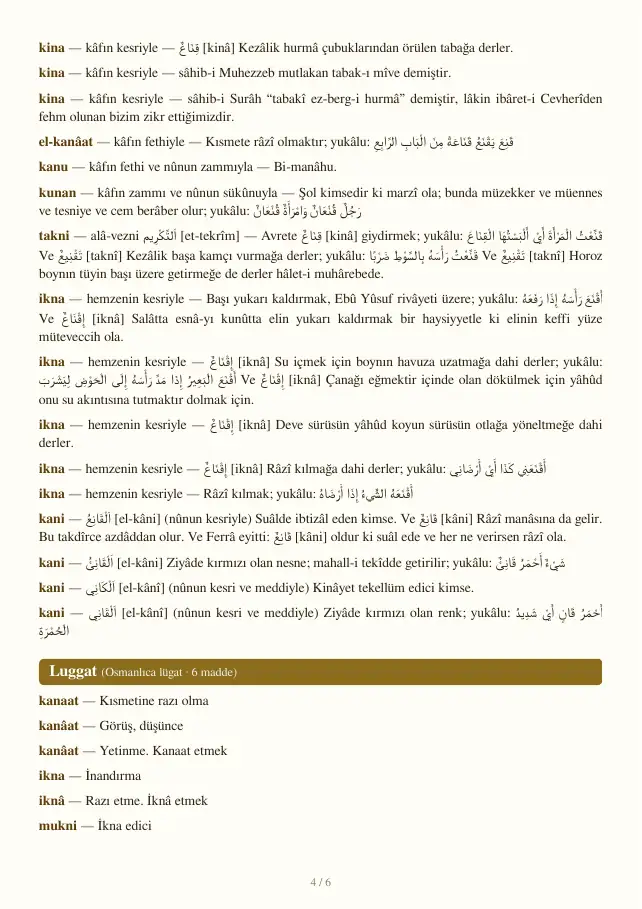 kina — kâfın kesriyle — قِنَاعٌ [kinâ] Kezâlik hurmâ çubuklarından örülen tabağa derler.
kina — kâfın kesriyle — sâhib-i Muhezzeb mutlakan tabak-ı mîve demiştir.
kina — kâfın kesriyle — sâhib-i Surâh “tabakî ez-berg-i hurmâ” demiştir, lâkin ibâret-i Cevherîden
fehm olunan bizim zikr ettiğimizdir.
el-kanâat — kâfın fethiyle — Kısmete râzî olmaktır; yukâlu: قَنِعَ يَقْنَعُ قَنَاعَةً مِنَ الْبَابِ الرَّابِعِ
kanu — kâfın fethi ve nûnun zammıyla — Bi-manâhu.
kunan — kâfın zammı ve nûnun sükûnuyla — Şol kimsedir ki marzî ola; bunda müzekker ve müennes
ve tesniye ve cem berâber olur; yukâlu: رَجُلٌ قُنْعَانٌ وَامْرَأَةٌ قُنْعَانٌ
takni — alâ-vezni اَلتَّكْرِيمِ [et-tekrîm] — Avrete قِنَاعٌ [kinâ] giydirmek; yukâlu: قَنَّعْتُ الْمَرْأَةَ أَيْ أَلْبَسْتُهَا الْقِنَاعَ
Ve تَقْنِيعٌ [taknî] Kezâlik başa kamçı vurmağa derler; yukâlu: قَنَّعْتُ رَأْسَهُ بِالسَّوْطِ ضَرْبًا Ve تَقْنِيعٌ [taknî] Horoz
boynın tüyin başı üzere getirmeğe de derler hâlet-i muhârebede.
ikna — hemzenin kesriyle — Başı yukarı kaldırmak, Ebû Yûsuf rivâyeti üzere; yukâlu: أَقْنَعَ رَأْسَهُ إِذَا رَفَعَهُ
Ve إِقْنَاعٌ [iknâ] Salâtta esnâ-yı kunûtta elin yukarı kaldırmak bir haysiyyetle ki elinin keffi yüze
müteveccih ola.
ikna — hemzenin kesriyle — إِقْنَاعٌ [iknâ] Su içmek için boynın havuza uzatmağa dahi derler; yukâlu:
أَقْنَعَ الْبَعِيرُ إِذَا مَدَّ رَأْسَهُ إِلَى الْحَوْضِ لِيَشْرَبَ Ve إِقْنَاعٌ [iknâ] Çanağı eğmektir içinde olan dökülmek için yâhûd
onu su akıntısına tutmaktır dolmak için.
ikna — hemzenin kesriyle — إِقْنَاعٌ [iknâ] Deve sürüsün yâhûd koyun sürüsün otlağa yöneltmeğe dahi
derler.
ikna — hemzenin kesriyle — إِقْنَاعٌ [iknâ] Râzî kılmağa dahi derler; yukâlu: أَقْنَعَنِي كَذَا أَيْ أَرْضَانِي
ikna — hemzenin kesriyle — Râzî kılmak; yukâlu: أَقْنَعَهُ الشَّيْءُ إِذَا أَرْضَاهُ
kani — اَلْقَانِعُ [el-kâni] (nûnun kesriyle) Suâlde ibtizâl eden kimse. Ve قَانِعٌ [kâni] Râzî manâsına da gelir.
Bu takdîrce azdâddan olur. Ve Ferrâ eyitti: قَانِعٌ [kâni] oldur ki suâl ede ve her ne verirsen râzî ola.
kani — اَلْقَانِئُ [el-kâni] Ziyâde kırmızı olan nesne; mahall-i tekîdde getirilir; yukâlu: شَيْءٌ أَحْمَرُ قَانِئٌ
kani — اَلْكَانِي [el-kânî] (nûnun kesri ve meddiyle) Kinâyet tekellüm edici kimse.
kani — اَلْقَانِي [el-kânî] (nûnun kesri ve meddiyle) Ziyâde kırmızı olan renk; yukâlu: أَحْمَرُ قَانٍ أَيْ شَدِيدُ
الْحُمْرَةِ
Luggat (Osmanlıca lügat · 6 madde)
kanaat — Kısmetine razı olma
kanâat — Görüş, düşünce
kanâat — Yetinme. Kanaat etmek
ikna — İnandırma
iknâ — Razı etme. İknâ etmek
mukni — İkna edici
4 / 6